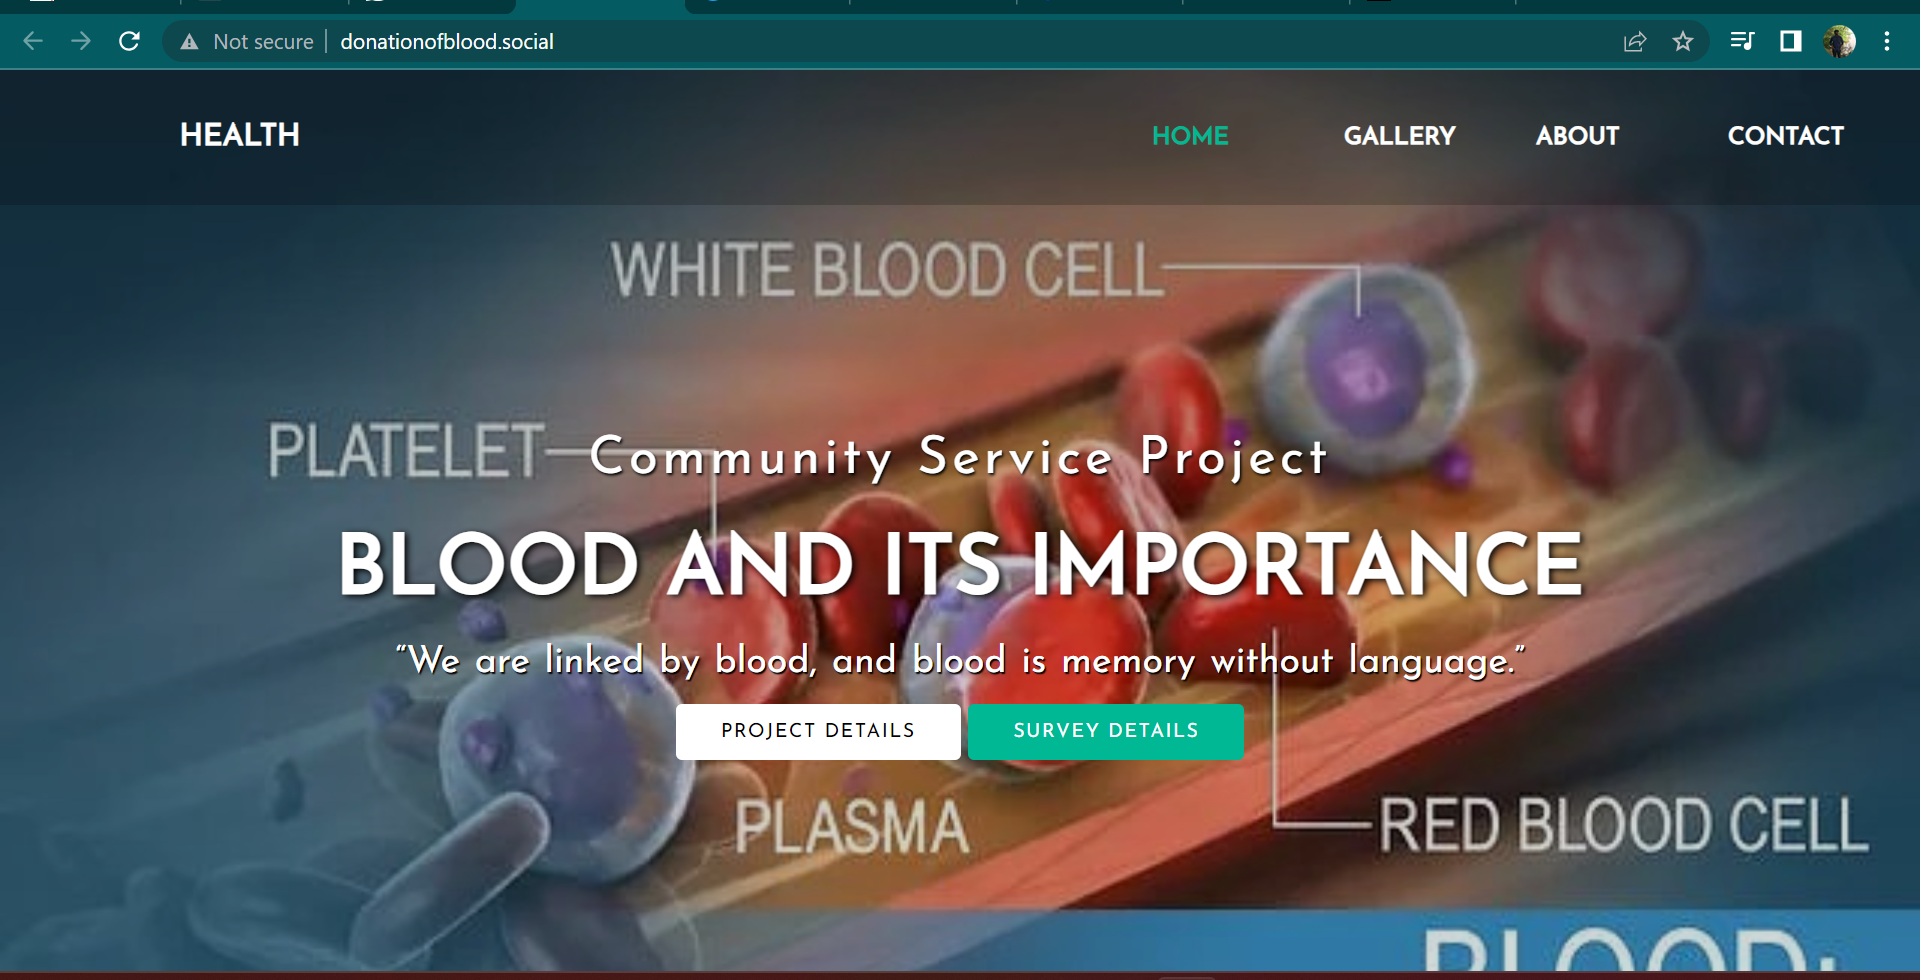 Not secure donationofblood.social
HEALTH HOME GALLERY ABOUT CONTACT
WHITE BLOOD CELL
PLATELET
Community Service Project
BLOOD AND ITS IMPORTANCE
“We are linked by blood, and blood is memory without language.”
PROJECT DETAILS SURVEY DETAILS
PLASMA
RED BLOOD CELL
BLOOD: